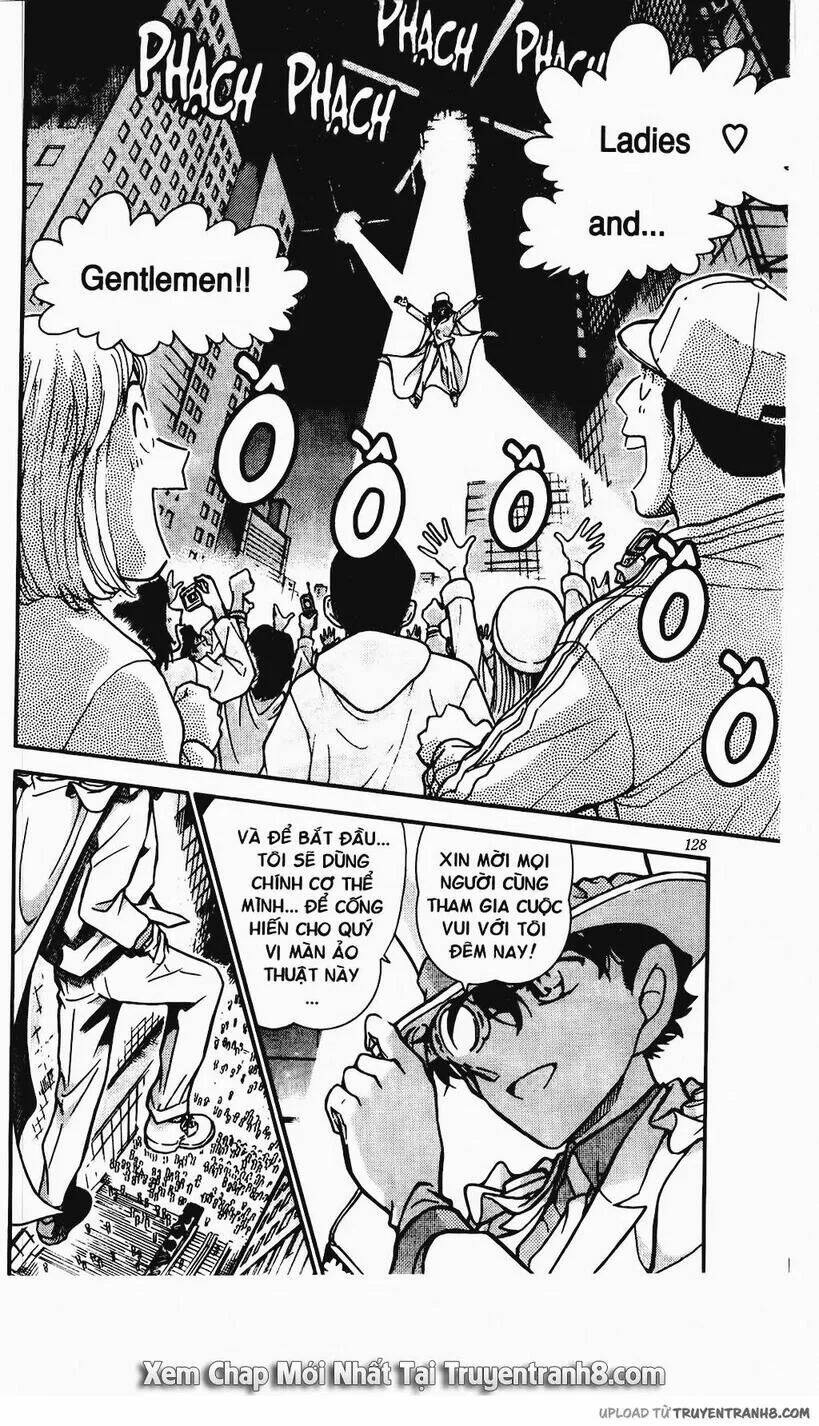 PHẠCH PHẠCH
PHẠCH / PHẠCH
Ladies ♡
and...
Gentlemen!!
Ồ
Ồ
Ồ
Ồ
Ồ
128
XIN MỜI MỌI
NGƯỜI CÙNG
THAM GIA CUỘC
VUI VỚI TÔI
ĐÊM NAY!
VÀ ĐỂ BẮT ĐẦU...
TÔI SẼ DÙNG
CHÍNH CƠ THỂ
MÌNH... ĐỂ CỐNG
HIẾN CHO QUÝ
VỊ MÀN ẢO
THUẬT NÀY
...
Xem Chap Mới Nhất Tại Truyentranh8.com
UPLOAD TỪ TRUYENTRANH8.COM